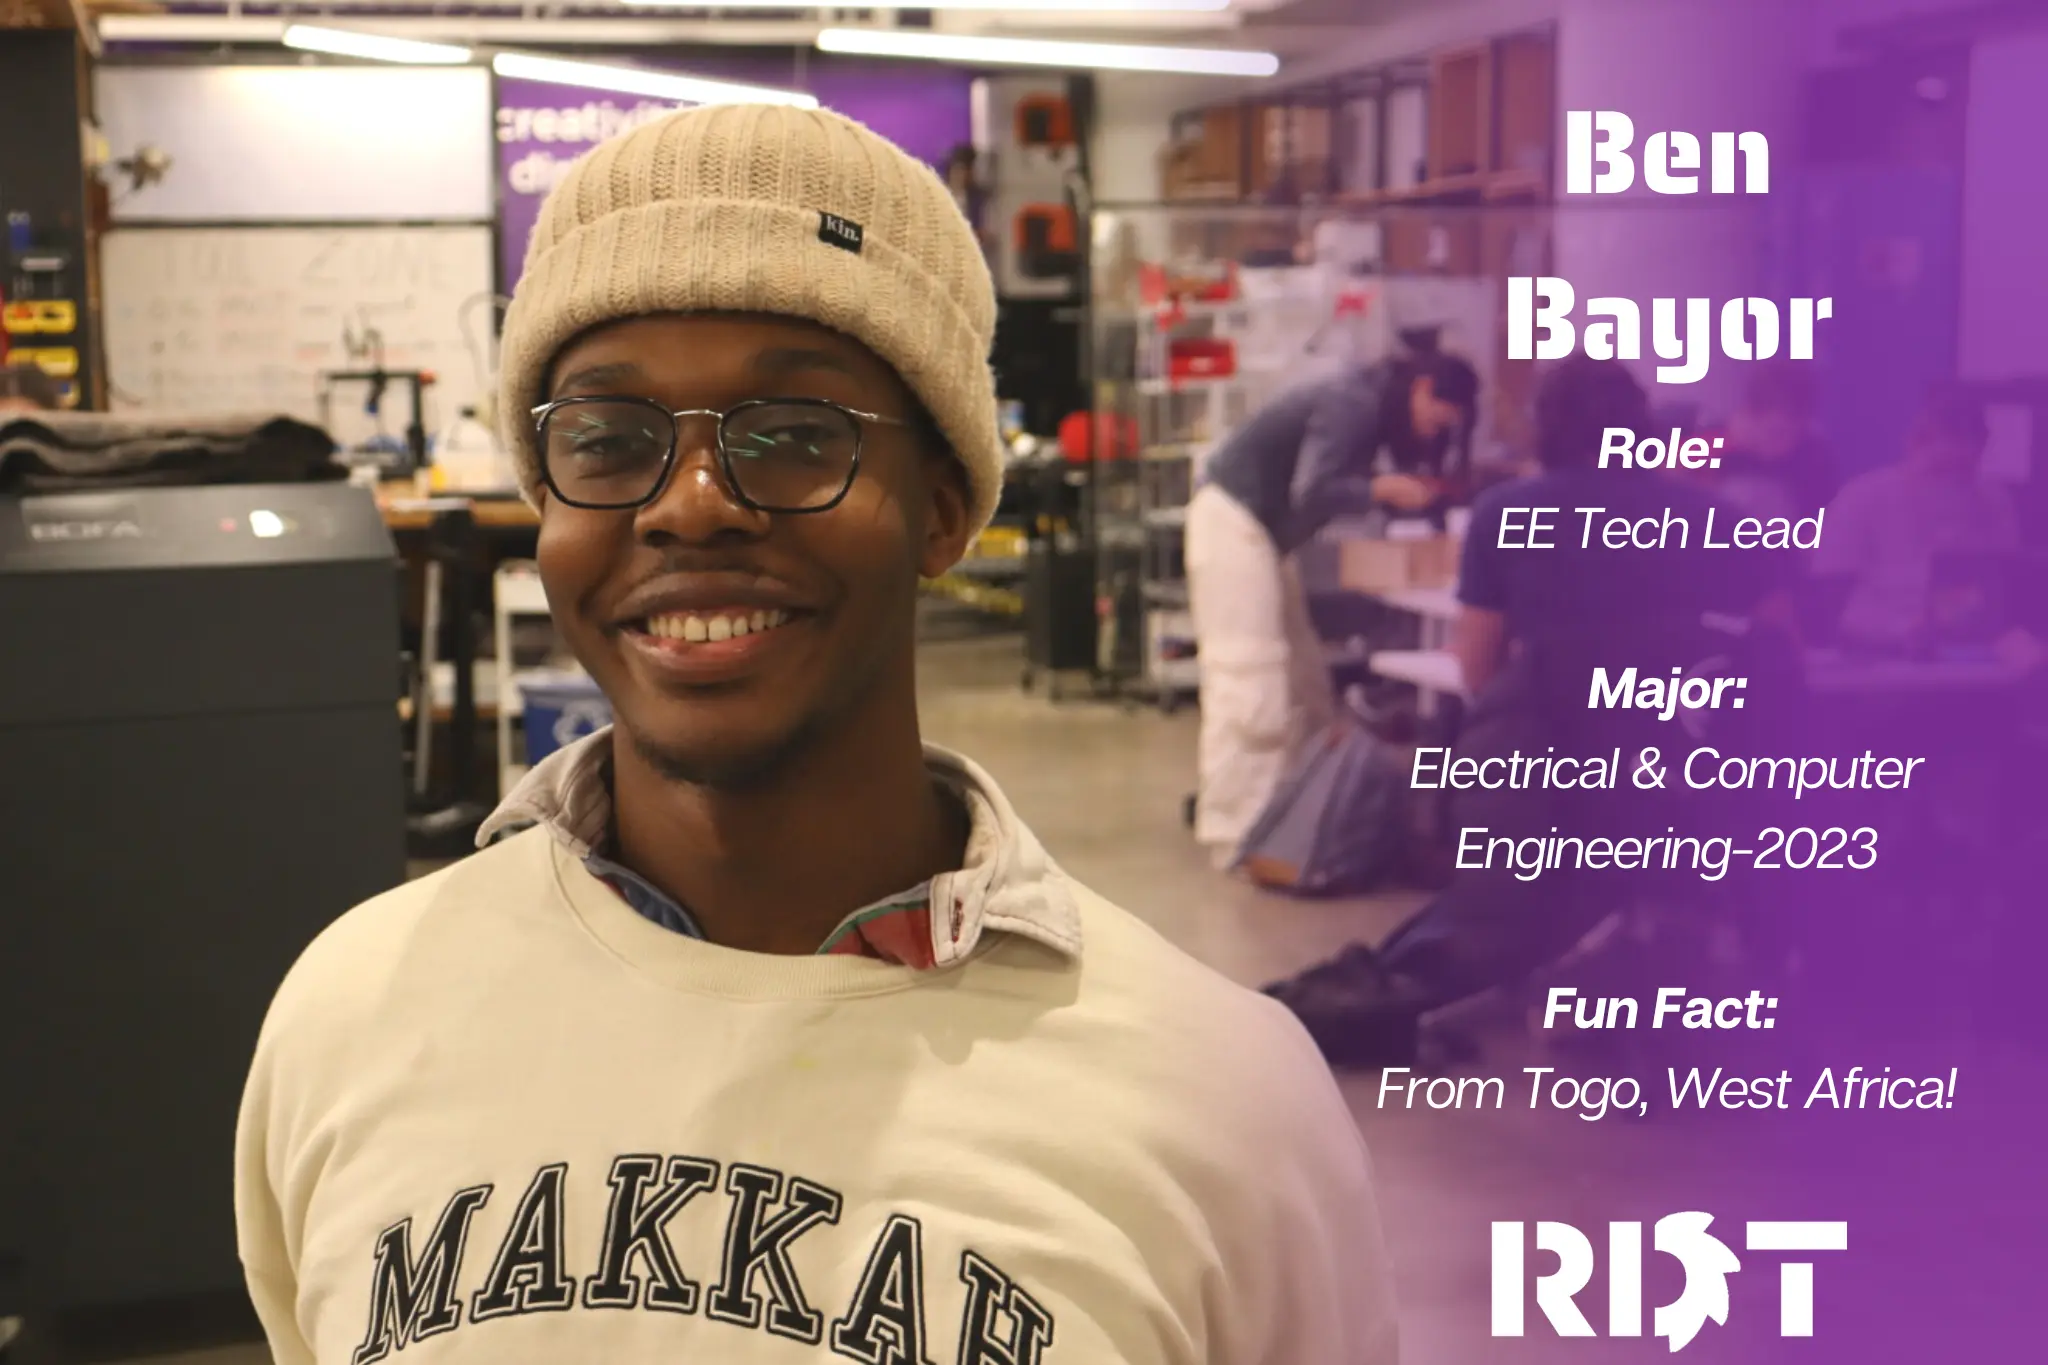 Ben
Bayor
Role:
EE Tech Lead
Major:
Electrical & Computer
Engineering-2023
Fun Fact:
From Togo, West Africa!
kin.
BOFA
MAKKAH